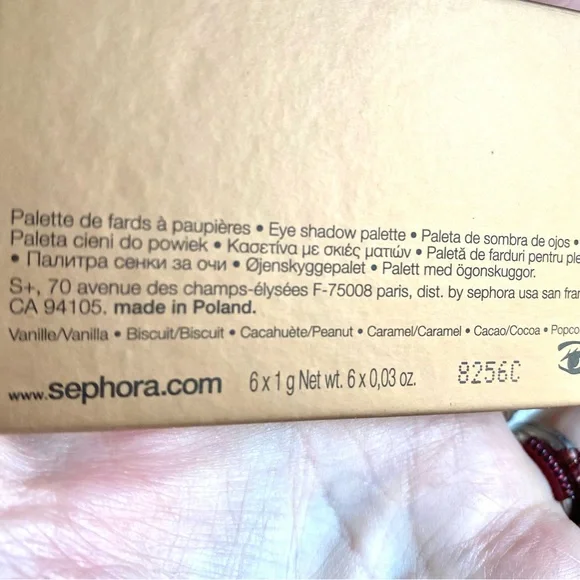 Palette de fards à paupières • Eye shadow palette • Paleta de sombra de ojos •
Paleta cieni do powiek • Κασετίνα με σκιές ματιών • Paletă de farduri pentru ple
• Палитра сенки за очи • Øjenskyggepalet • Palett med ögonskuggor.
S+, 70 avenue des champs-élysées F-75008 paris, dist. by sephora usa san fran
CA 94105. made in Poland.
Vanille/Vanilla • Biscuit/Biscuit • Cacahuète/Peanut • Caramel/Caramel • Cacao/Cocoa • Popco
www.sephora.com 6 x 1 g Net wt. 6 x 0,03 oz. 8256C